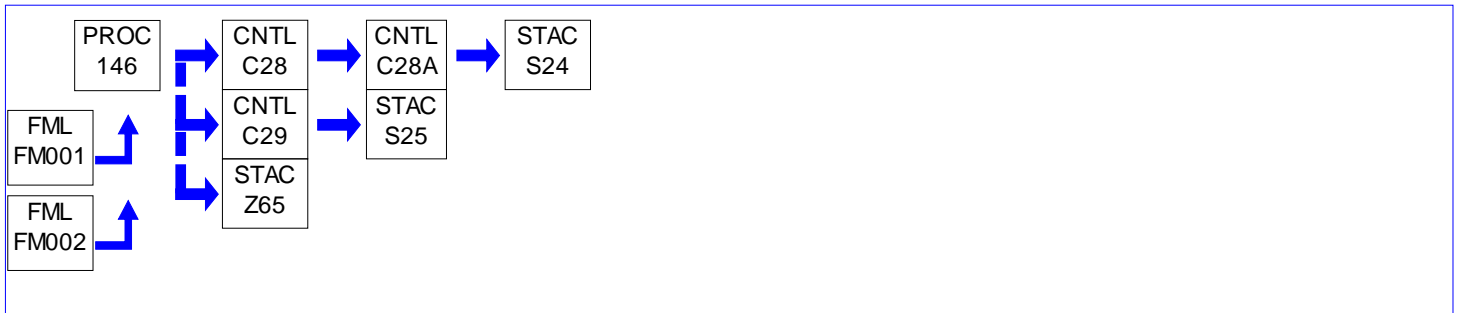 PROC
146
CNTL
C28
CNTL
C28A
STAC
S24
FML
FM001
CNTL
C29
STAC
S25
FML
FM002
STAC
Z65